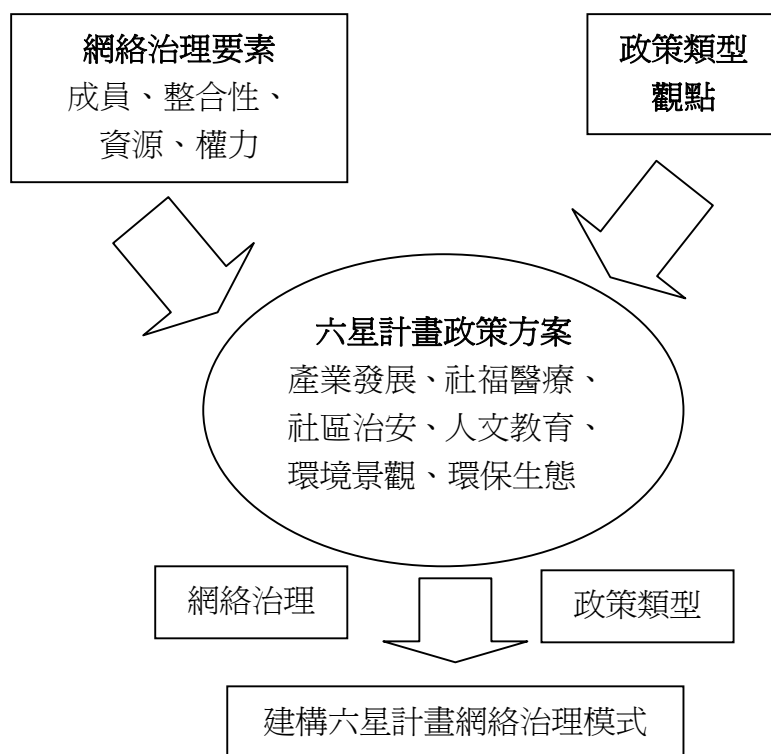 網絡治理要素
成員、整合性、
資源、權力
政策類型
觀點
六星計畫政策方案
產業發展、社福醫療、
社區治安、人文教育、
環境景觀、環保生態
網絡治理
政策類型
建構六星計畫網絡治理模式